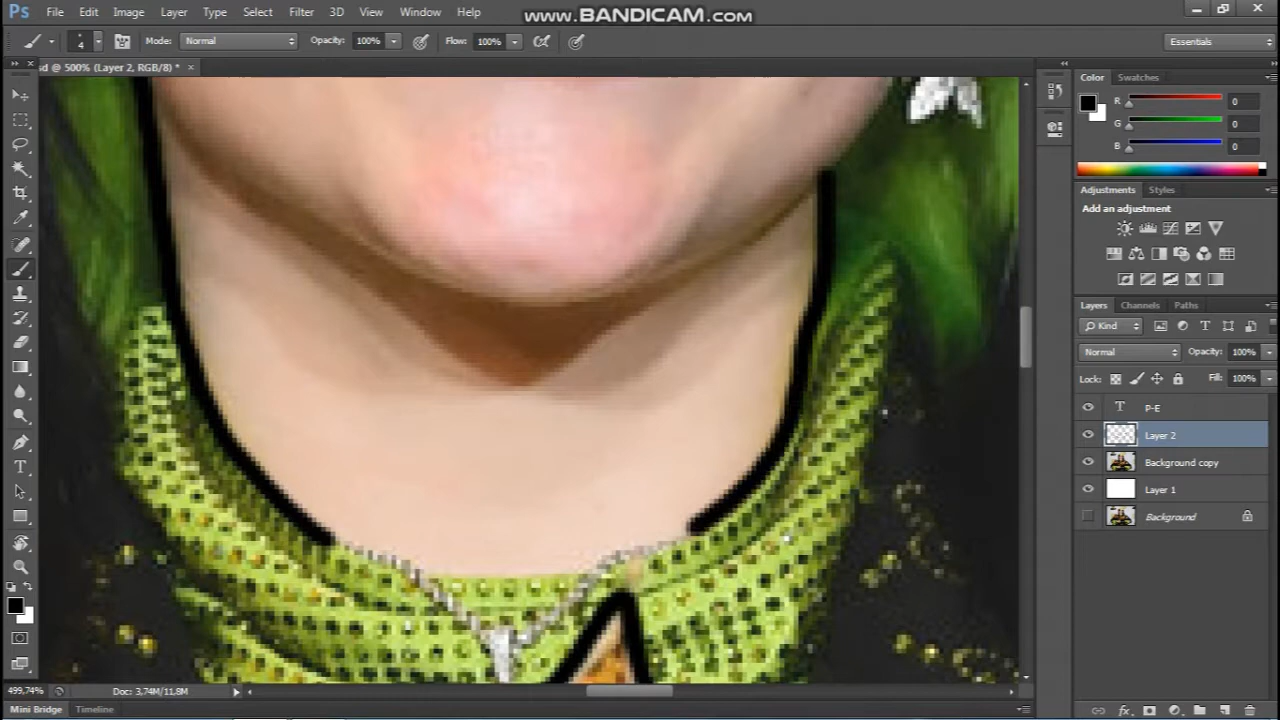 Ps File Edit Image Layer Type Select Filter 3D View Window Help
www.BANDICAM.com
4 Mode: Normal Opacity: 100% Flow: 100% Essentials
sd @ 500% (Layer 2, RGB/8) * ×
Color Swatches
R 0
G 0
B 0
Adjustments Styles
Add an adjustment
Layers Channels Paths
Kind
Normal Opacity: 100%
Lock: Fill: 100%
T P-E
Layer 2
Background copy
Layer 1
Background
499,74% Doc: 3,74M/11,8M
Mini Bridge Timeline